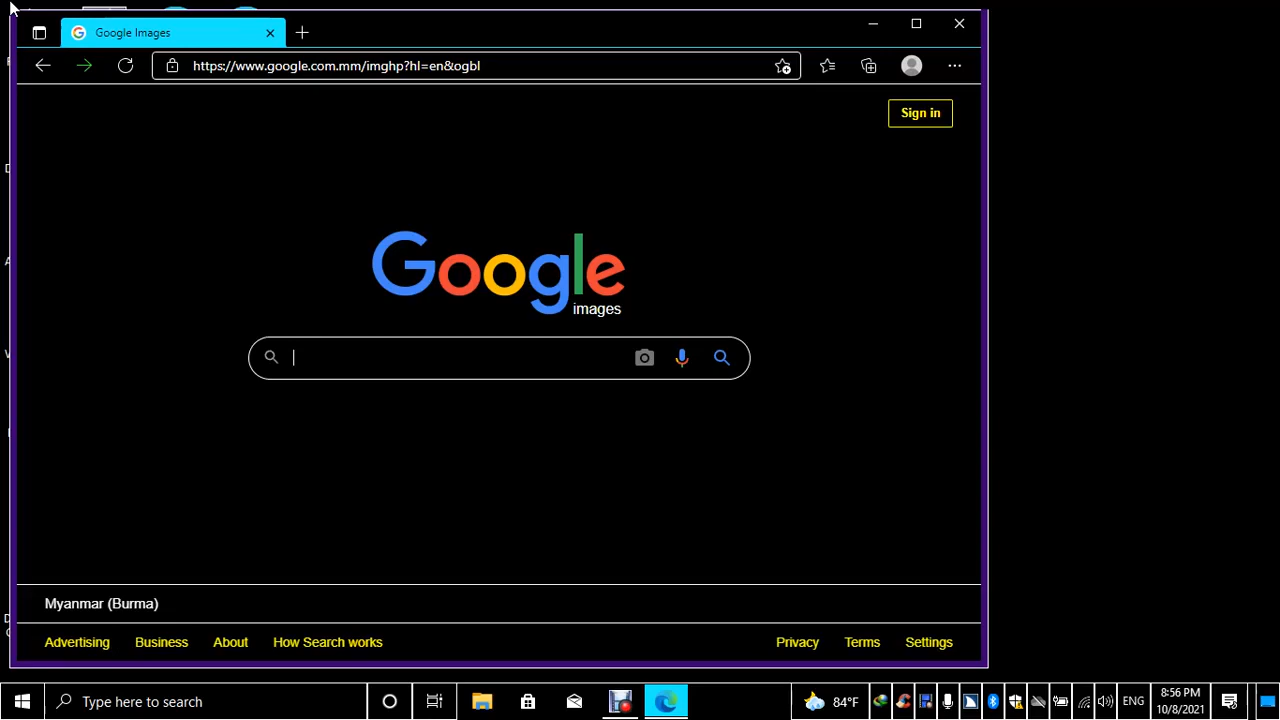 Google Images
https://www.google.com.mm/imghp?hl=en&ogbl
Sign in
Google
images
Myanmar (Burma)
Advertising Business About How Search works Privacy Terms Settings
Type here to search
84°F
ENG
8:56 PM
10/8/2021